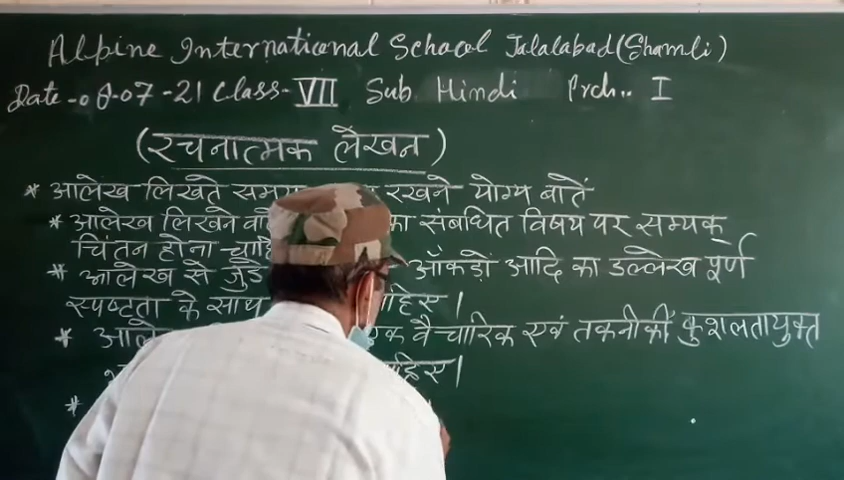 Alpine International School Jalalabad (Shamli)
Date - 08-07-21 Class- VII Sub. Hindi Prch.. I
(रचनात्मक लेखन)
* आलेख लिखते समय रखने योग्य बातें
* आलेख लिखने का संबधित विषय पर सम्यक्
चिंतन होना
* आलेख से जुड़े आँकड़ों आदि का उल्लेख पूर्ण
स्पष्टता के साथ चाहिए।
* एक वैचारिक एवं तकनीकी कुशलतायुक्त
चाहिए।
*